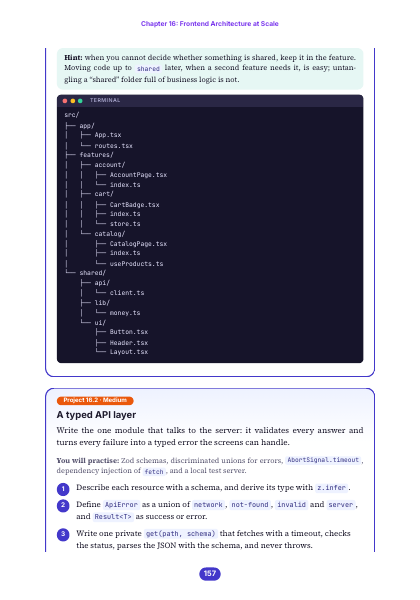 Chapter 16: Frontend Architecture at Scale
Hint: when you cannot decide whether something is shared, keep it in the feature.
Moving code up to shared later, when a second feature needs it, is easy; untan-
gling a “shared” folder full of business logic is not.
TERMINAL
src/
├── app/
│   ├── App.tsx
│   └── routes.tsx
├── features/
│   ├── account/
│   │   ├── AccountPage.tsx
│   │   └── index.ts
│   ├── cart/
│   │   ├── CartBadge.tsx
│   │   ├── index.ts
│   │   └── store.ts
│   └── catalog/
│       ├── CatalogPage.tsx
│       ├── index.ts
│       └── useProducts.ts
└── shared/
    ├── api/
    │   └── client.ts
    ├── lib/
    │   └── money.ts
    └── ui/
        ├── Button.tsx
        ├── Header.tsx
        └── Layout.tsx
Project 16.2 · Medium
A typed API layer
Write the one module that talks to the server: it validates every answer and
turns every failure into a typed error the screens can handle.
You will practise: Zod schemas, discriminated unions for errors, AbortSignal.timeout,
dependency injection of fetch, and a local test server.
1 Describe each resource with a schema, and derive its type with z.infer.
2 Define ApiError as a union of network, not-found, invalid and server,
and Result<T> as success or error.
3 Write one private get(path, schema) that fetches with a timeout, checks
the status, parses the JSON with the schema, and never throws.
157